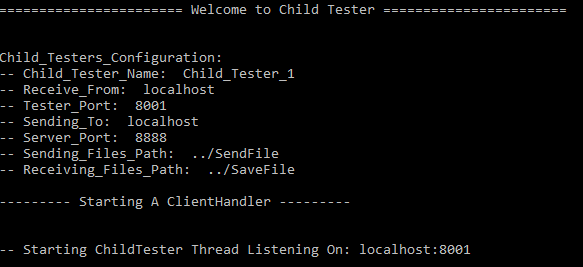 ======================= Welcome to Child Tester =======================
Child_Testers_Configuration:
-- Child_Tester_Name:  Child_Tester_1
-- Receive_From:  localhost
-- Tester_Port:  8001
-- Sending_To:  localhost
-- Server_Port:  8888
-- Sending_Files_Path:  ../SendFile
-- Receiving_Files_Path:  ../SaveFile
--------- Starting A ClientHandler ---------
-- Starting ChildTester Thread Listening On: localhost:8001